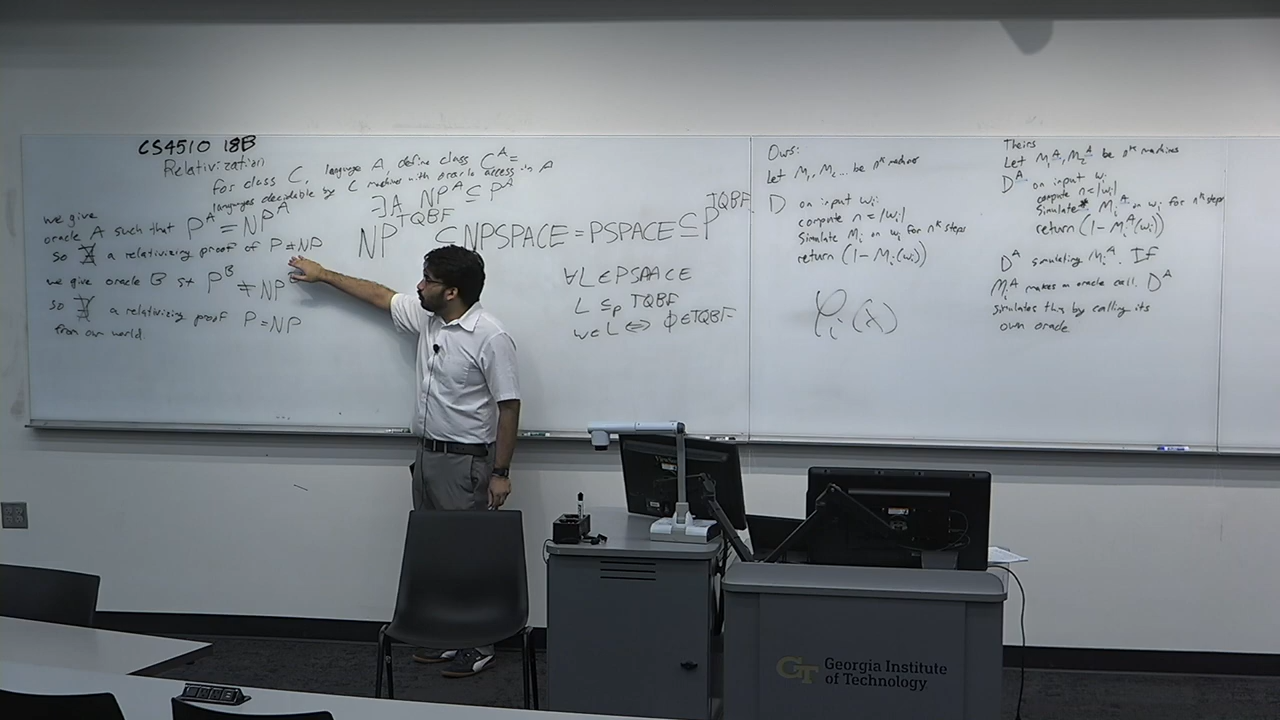 CS4510 18B
Relativization
for class C, language A, define class C^A =
languages decidable by C machine with oracle access in A
∃A NP^A ⊆ P^A
we give
oracle A such that P^A = NP^A
so ∄ a relativizing proof of P≠NP
we give oracle B st P^B ≠ NP
so ∄ a relativizing proof P=NP
from our world.
NP^TQBF ⊆ NPSPACE = PSPACE ⊆ P^TQBF
∀L ∈ PSPACE
L ≤p TQBF
w∈L ⇔ φ∈TQBF
Ours:
Let M₁, M₂... be n^k machines
D on input wᵢ:
compute n = |wᵢ|
Simulate Mᵢ on wᵢ for n^k steps
return (1 - Mᵢ(wᵢ))
φᵢ(x)
Theirs
Let M₁^A, M₂^A be n^k machines
D^A on input wᵢ
compute n=|wᵢ|
Simulate Mᵢ^A on wᵢ for n^k steps
return (1 - Mᵢ^A(wᵢ))
D^A simulating Mᵢ^A. If
Mᵢ^A makes an oracle call, D^A
simulates this by calling its
own oracle
GT Georgia Institute
of Technology